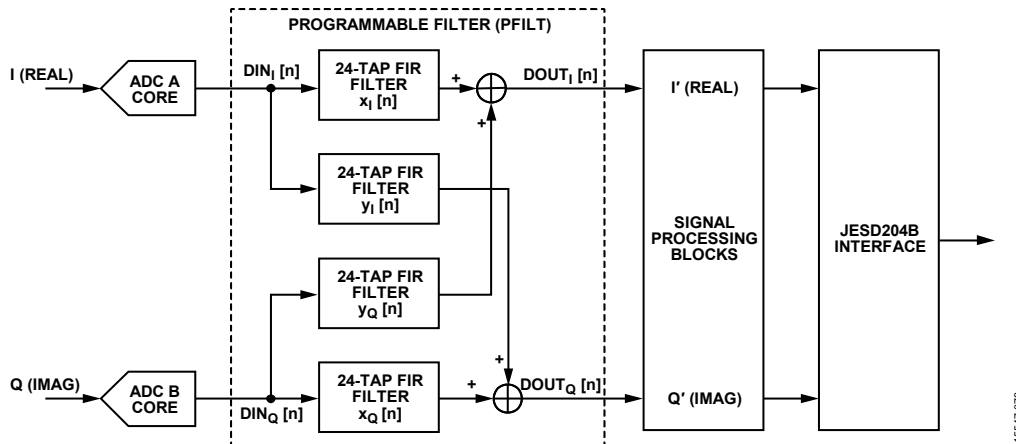 PROGRAMMABLE FILTER (PFILT)
I (REAL)
ADC A
CORE
DINI [n]
24-TAP FIR
FILTER
xI [n]
+
+
DOUTI [n]
I′ (REAL)
24-TAP FIR
FILTER
yI [n]
SIGNAL
PROCESSING
BLOCKS
JESD204B
INTERFACE
24-TAP FIR
FILTER
yQ [n]
Q (IMAG)
ADC B
CORE
DINQ [n]
24-TAP FIR
FILTER
xQ [n]
+
+
DOUTQ [n]
Q′ (IMAG)